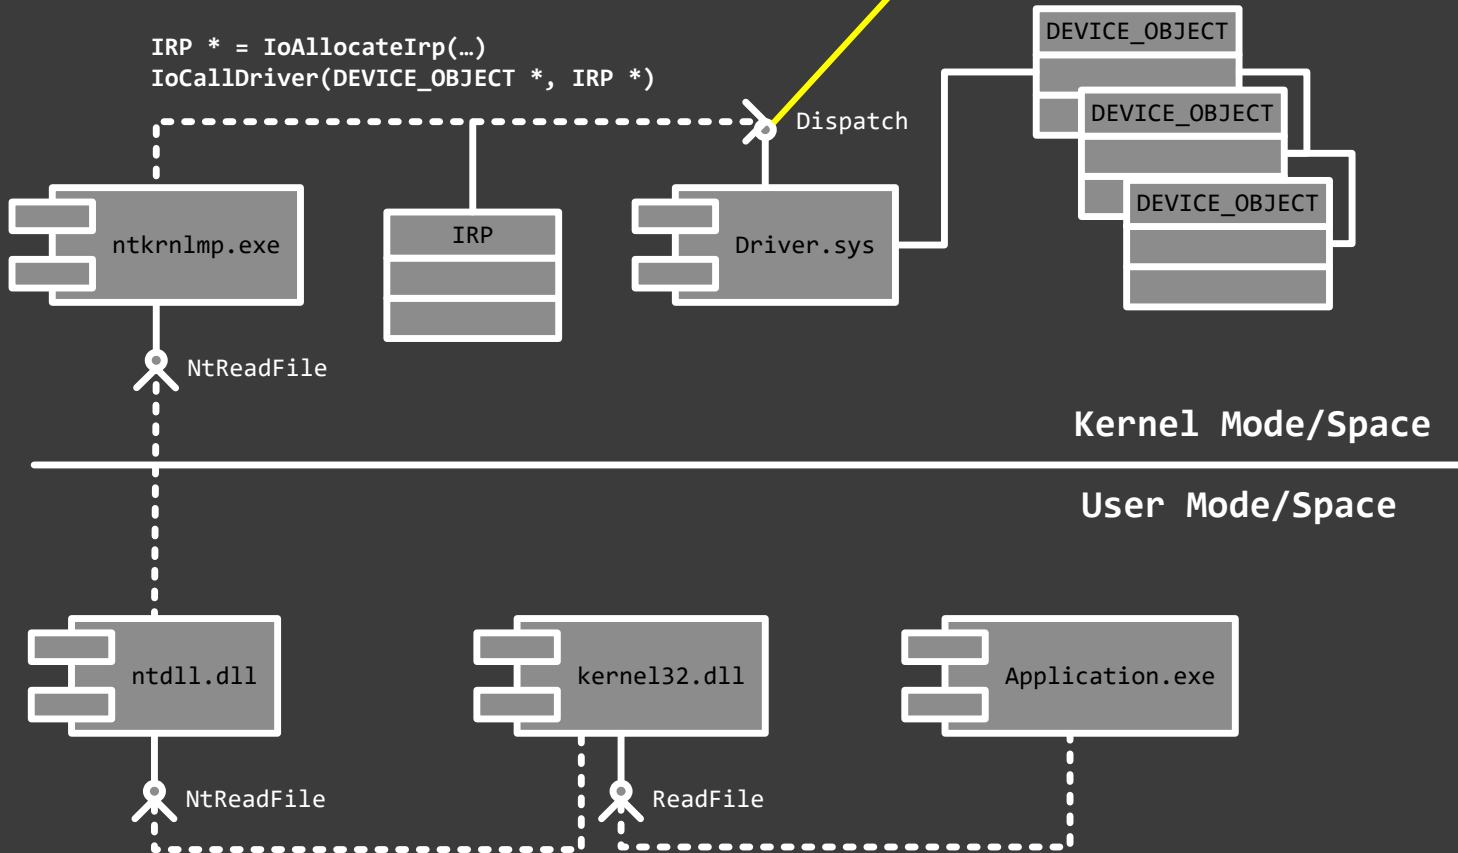 IRP * = IoAllocateIrp(…)
IoCallDriver(DEVICE_OBJECT *, IRP *)
DEVICE_OBJECT
DEVICE_OBJECT
DEVICE_OBJECT
Dispatch
ntkrnlmp.exe
IRP
Driver.sys
NtReadFile
Kernel Mode/Space
User Mode/Space
ntdll.dll
kernel32.dll
Application.exe
NtReadFile
ReadFile